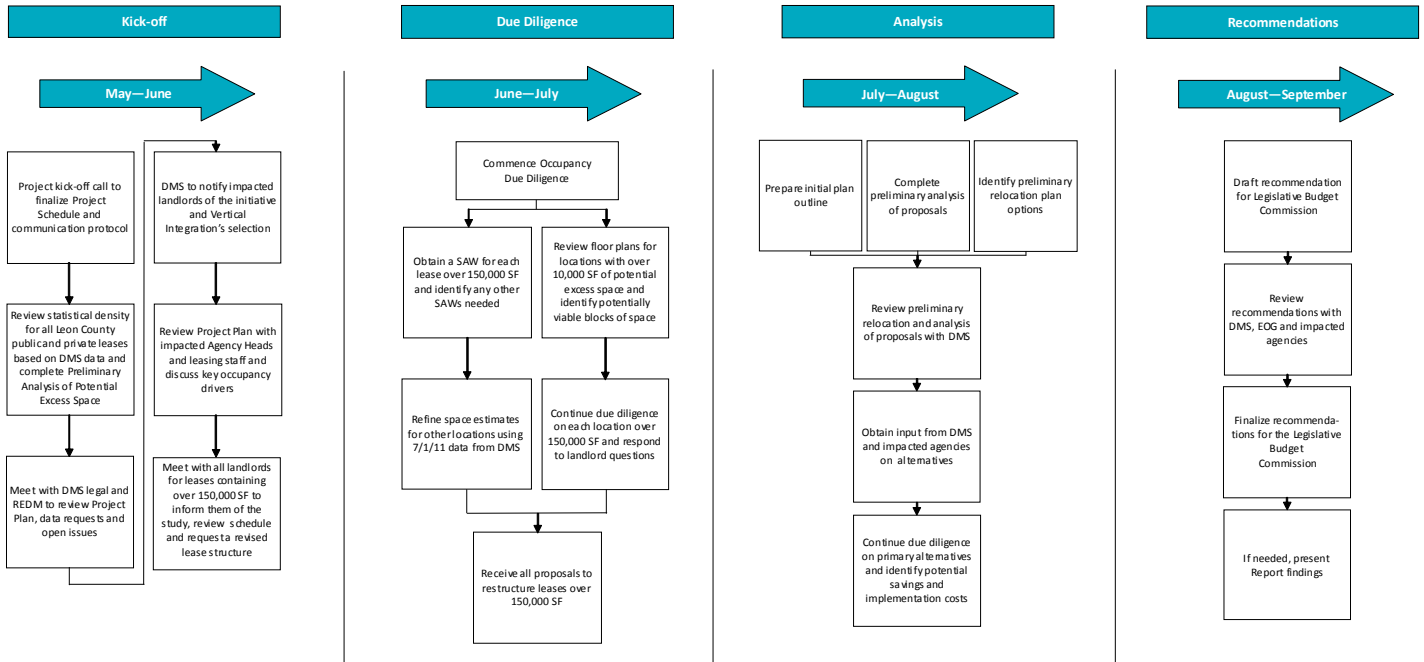 Kick-off
May—June
Project kick-off call to
finalize Project
Schedule and
communication protocol
Review statistical density
for all Leon County
public and private leases
based on DMS data and
complete Preliminary
Analysis of Potential
Excess Space
Meet with DMS legal and
REDM to review Project
Plan, data requests and
open issues
DMS to notify impacted
landlords of the initiative
and Vertical
Integration’s selection
Review Project Plan with
impacted Agency Heads
and leasing staff and
discuss key occupancy
drivers
Meet with all landlords
for leases containing
over 150,000 SF to
inform them of the
study, review schedule
and request a revised
lease structure
Due Diligence
June—July
Commence Occupancy
Due Diligence
Obtain a SAW for each
lease over 150,000 SF
and identify any other
SAWs needed
Review floor plans for
locations with over
10,000 SF of potential
excess space and
identify potentially
viable blocks of space
Refine space estimates
for other locations using
7/1/11 data from DMS
Continue due diligence
on each location over
150,000 SF and respond
to landlord questions
Receive all proposals to
restructure leases over
150,000 SF
Analysis
July—August
Prepare initial plan
outline
Complete
preliminary analysis
of proposals
Identify preliminary
relocation plan
options
Review preliminary
relocation and analysis
of proposals with DMS
Obtain input from DMS
and impacted agencies
on alternatives
Continue due diligence
on primary alternatives
and identify potential
savings and
implementation costs
Recommendations
August—September
Draft recommendation
for Legislative Budget
Commission
Review
recommendations with
DMS, EOG and impacted
agencies
Finalize recommenda-
tions for the Legislative
Budget
Commission
If needed, present
Report findings